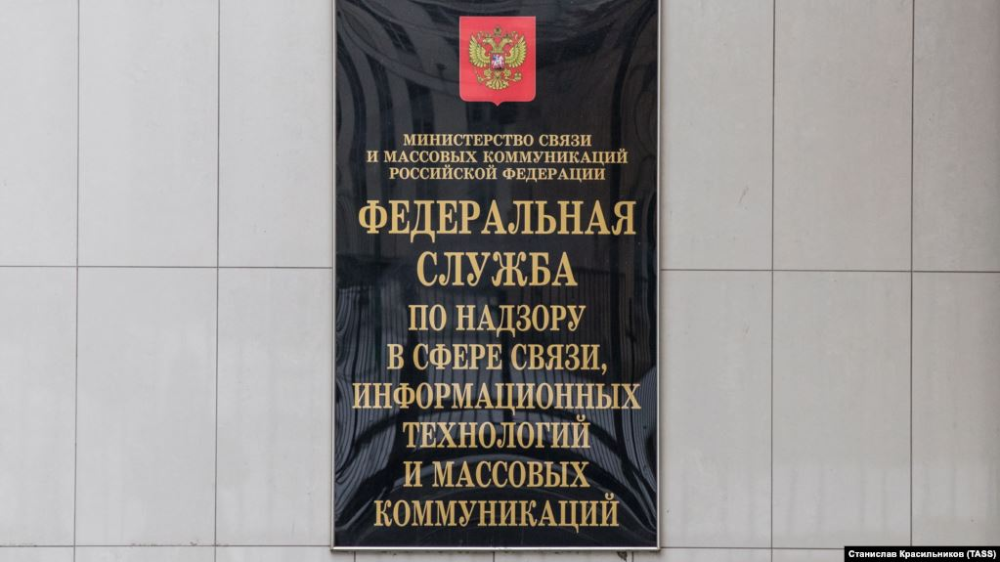 МИНИСТЕРСТВО СВЯЗИ
И МАССОВЫХ КОММУНИКАЦИЙ
РОССИЙСКОЙ ФЕДЕРАЦИИ
ФЕДЕРАЛЬНАЯ
СЛУЖБА
ПО НАДЗОРУ
В СФЕРЕ СВЯЗИ,
ИНФОРМАЦИОННЫХ
ТЕХНОЛОГИЙ
И МАССОВЫХ
КОММУНИКАЦИЙ
Станислав Красильников (TASS)